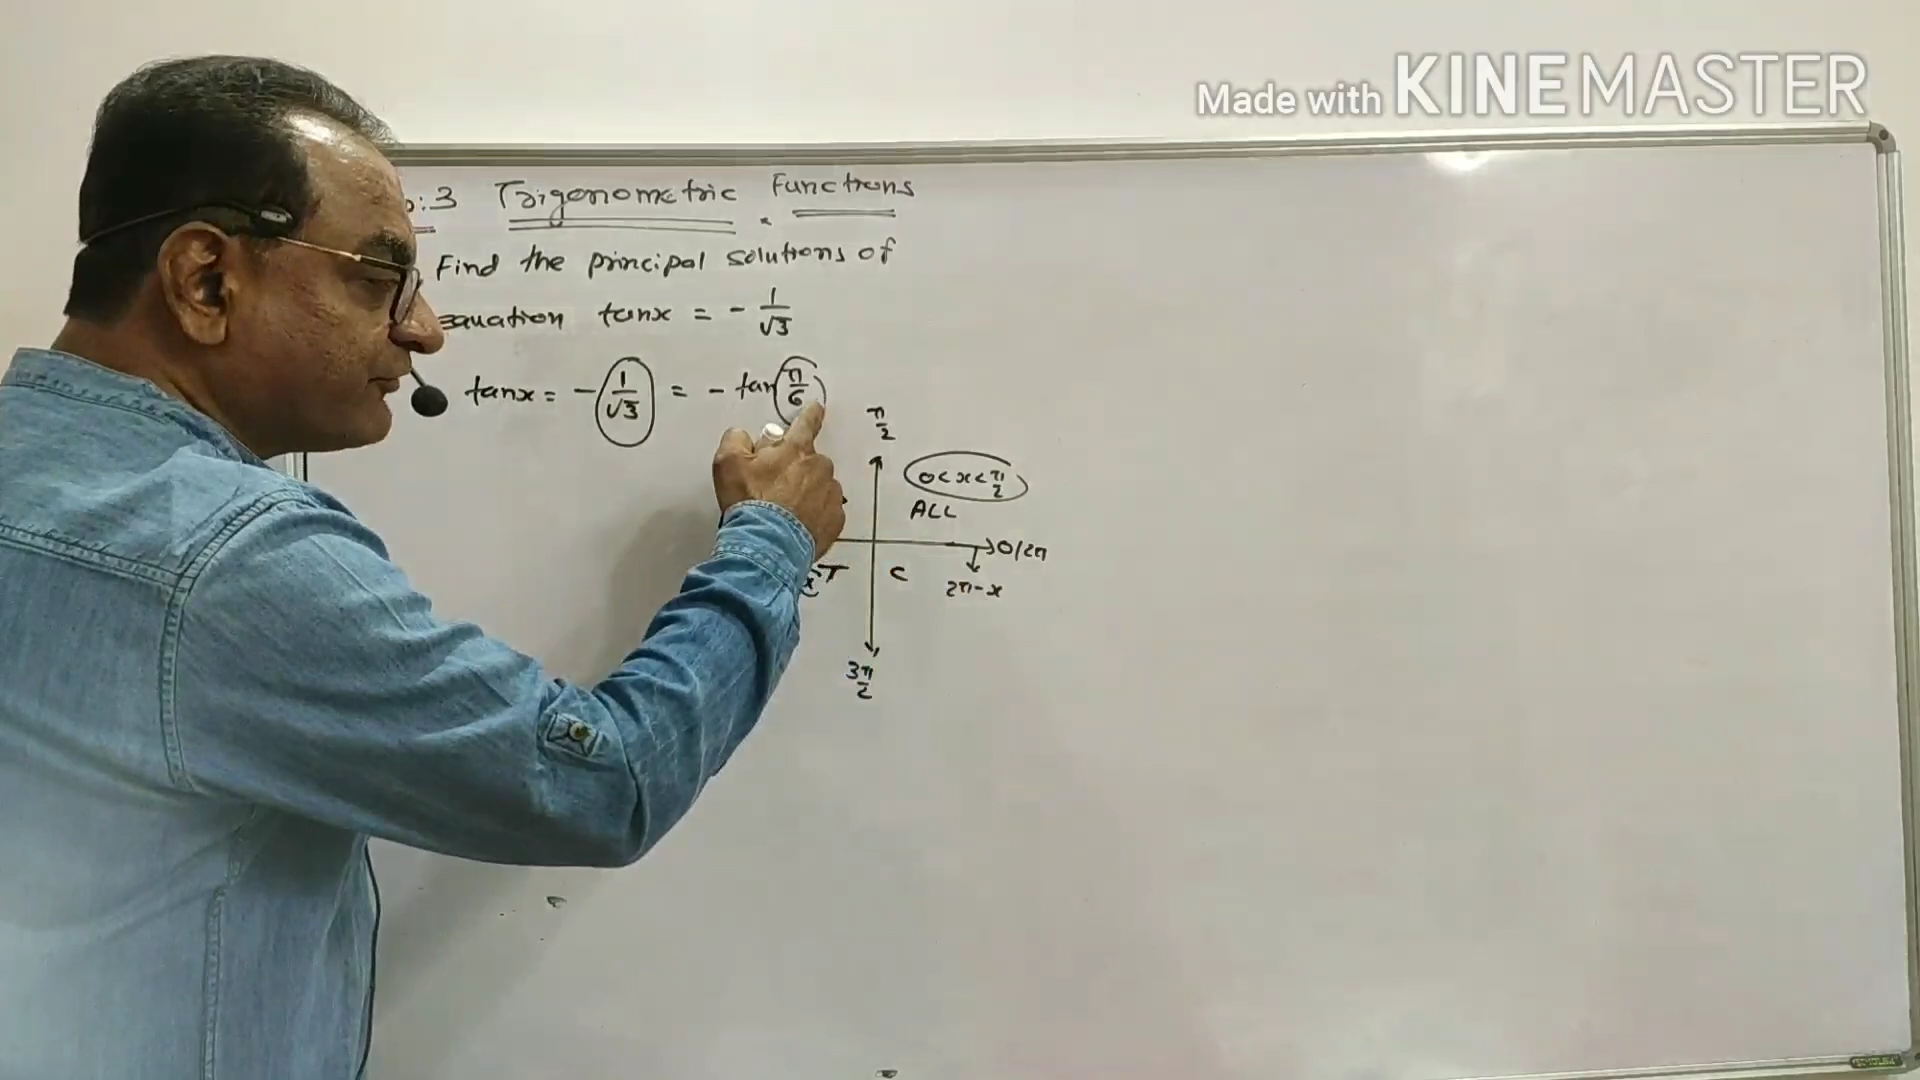 Made with KINEMASTER
:3 Trigonometric Functions
Find the principal solutions of
equation tanx = - 1/√3
tanx = - 1/√3 = - tan π/6
π/2
0<x<π/2
ALL
0/2π
T C
2π-x
3π/2